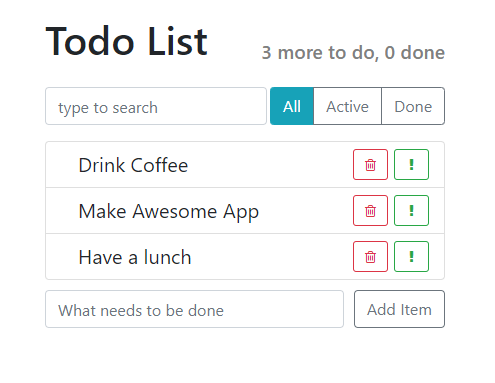 Todo List
3 more to do, 0 done
type to search
All Active Done
Drink Coffee
!
Make Awesome App
!
Have a lunch
!
What needs to be done
Add Item